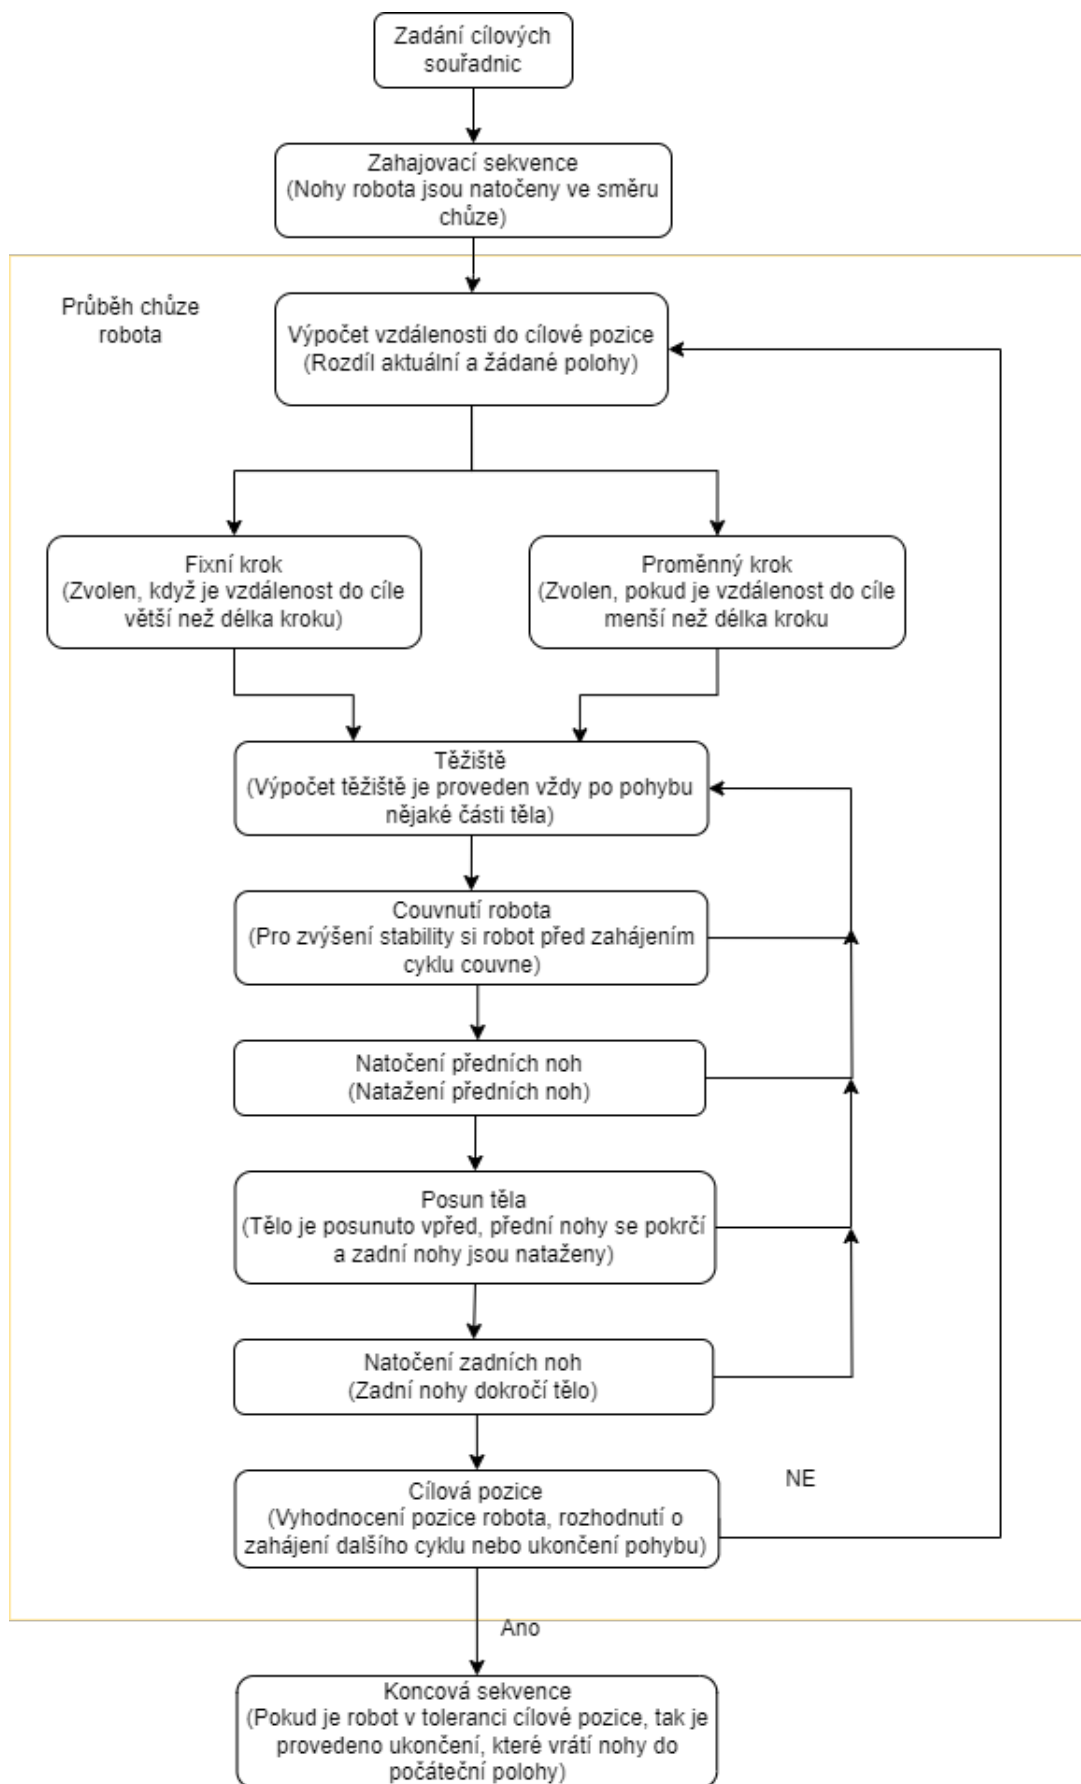 Zadání cílových
souřadnic
Zahajovací sekvence
(Nohy robota jsou natočeny ve směru
chůze)
Průběh chůze
robota
Výpočet vzdálenosti do cílové pozice
(Rozdíl aktuální a žádané polohy)
Fixní krok
(Zvolen, když je vzdálenost do cíle
větší než délka kroku)
Proměnný krok
(Zvolen, pokud je vzdálenost do cíle
menší než délka kroku
Těžiště
(Výpočet těžiště je proveden vždy po pohybu
nějaké části těla)
Couvnutí robota
(Pro zvýšení stability si robot před zahájením
cyklu couvne)
Natočení předních noh
(Natažení předních noh)
Posun těla
(Tělo je posunuto vpřed, přední nohy se pokrčí
a zadní nohy jsou nataženy)
Natočení zadních noh
(Zadní nohy dokročí tělo)
Cílová pozice
(Vyhodnocení pozice robota, rozhodnutí o
zahájení dalšího cyklu nebo ukončení pohybu)
NE
Ano
Koncová sekvence
(Pokud je robot v toleranci cílové pozice, tak je
provedeno ukončení, které vrátí nohy do
počáteční polohy)